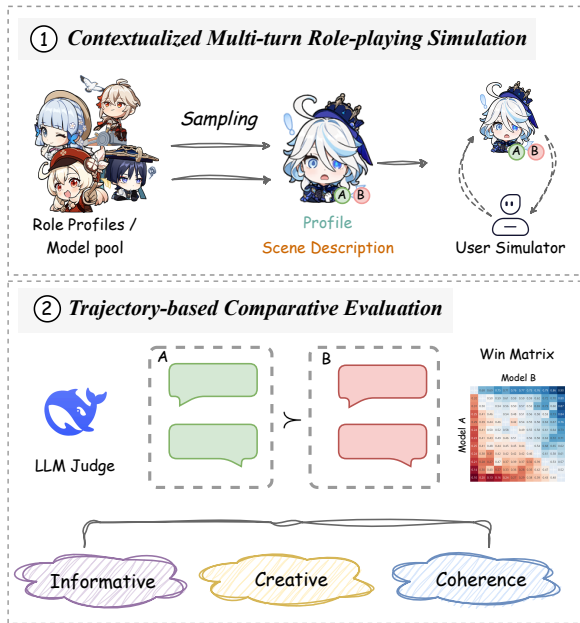 ① Contextualized Multi-turn Role-playing Simulation
Sampling
A B
A B
Role Profiles /
Model pool
Profile
Scene Description
User Simulator
② Trajectory-based Comparative Evaluation
A
B
Win Matrix
Model B
Model A
LLM Judge
Informative
Creative
Coherence